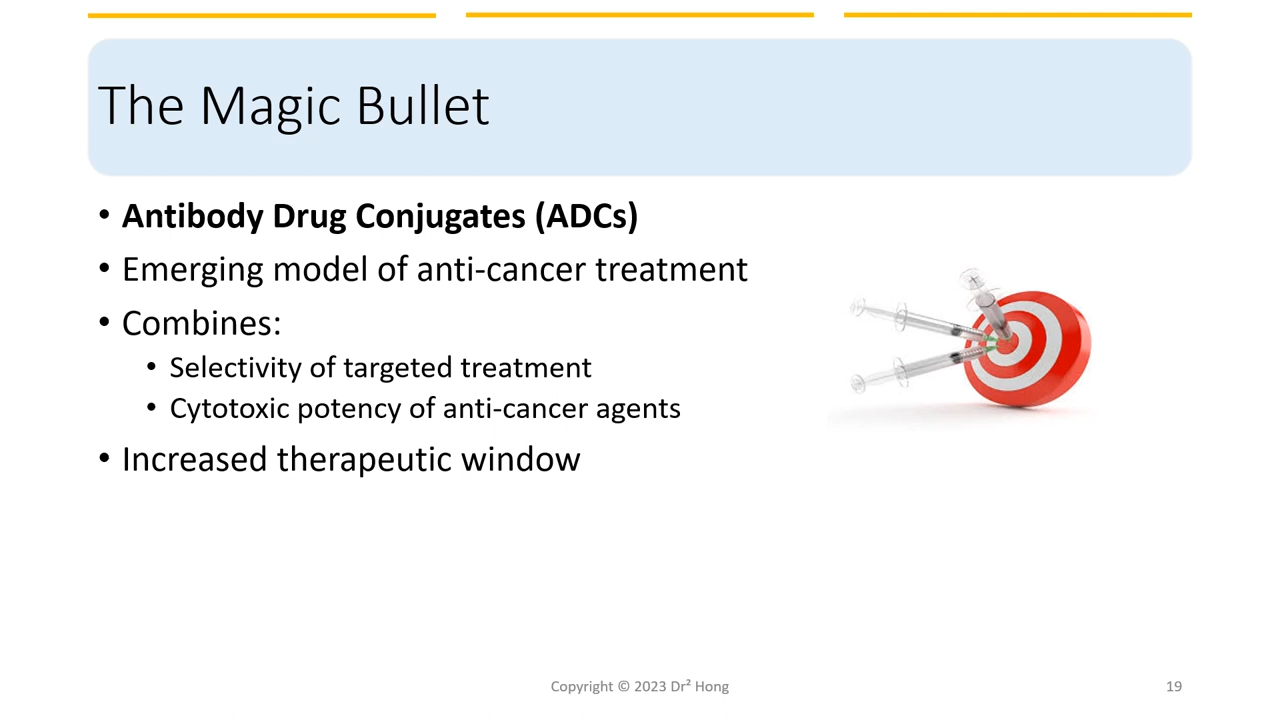 The Magic Bullet
• Antibody Drug Conjugates (ADCs)
• Emerging model of anti-cancer treatment
• Combines:
• Selectivity of targeted treatment
• Cytotoxic potency of anti-cancer agents
• Increased therapeutic window
Copyright © 2023 Dr² Hong
19